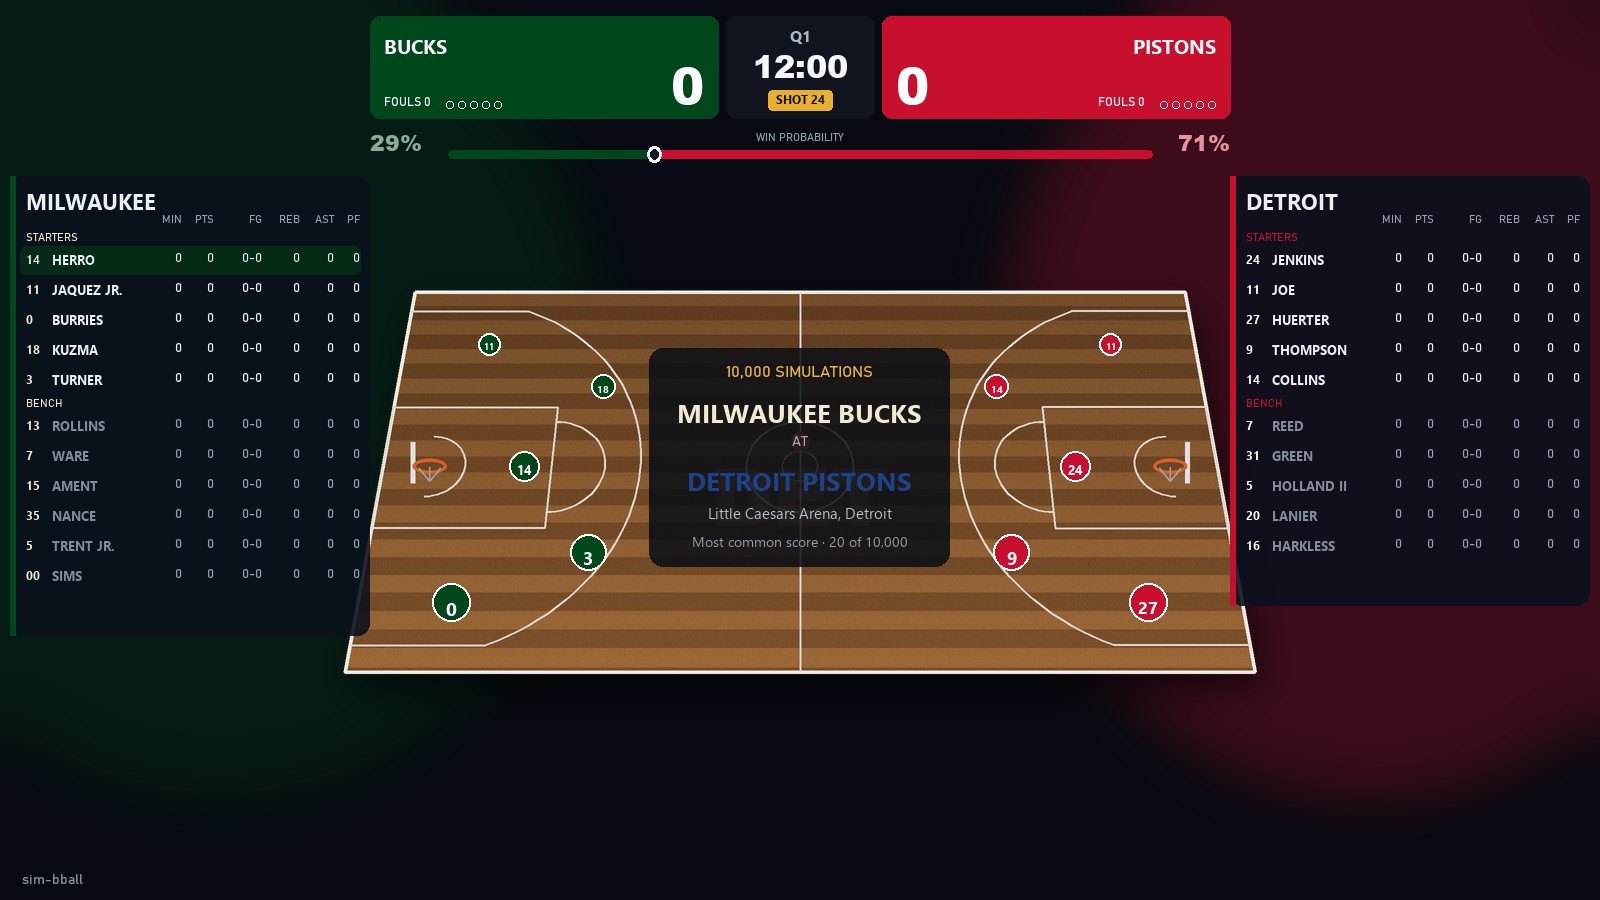 BUCKS
0
FOULS 0
Q1
12:00
SHOT 24
PISTONS
0
FOULS 0
29%
WIN PROBABILITY
71%
MILWAUKEE
MIN PTS FG REB AST PF
STARTERS
14 HERRO 0 0 0-0 0 0 0
11 JAQUEZ JR. 0 0 0-0 0 0 0
0 BURRIES 0 0 0-0 0 0 0
18 KUZMA 0 0 0-0 0 0 0
3 TURNER 0 0 0-0 0 0 0
BENCH
13 ROLLINS 0 0 0-0 0 0 0
7 WARE 0 0 0-0 0 0 0
15 AMENT 0 0 0-0 0 0 0
35 NANCE 0 0 0-0 0 0 0
5 TRENT JR. 0 0 0-0 0 0 0
00 SIMS 0 0 0-0 0 0 0
11
18
14
3
0
10,000 SIMULATIONS
MILWAUKEE BUCKS
AT
DETROIT PISTONS
Little Caesars Arena, Detroit
Most common score · 20 of 10,000
11
14
24
9
27
DETROIT
MIN PTS FG REB AST PF
STARTERS
24 JENKINS 0 0 0-0 0 0 0
11 JOE 0 0 0-0 0 0 0
27 HUERTER 0 0 0-0 0 0 0
9 THOMPSON 0 0 0-0 0 0 0
14 COLLINS 0 0 0-0 0 0 0
BENCH
7 REED 0 0 0-0 0 0 0
31 GREEN 0 0 0-0 0 0 0
5 HOLLAND II 0 0 0-0 0 0 0
20 LANIER 0 0 0-0 0 0 0
16 HARKLESS 0 0 0-0 0 0 0
sim-bball